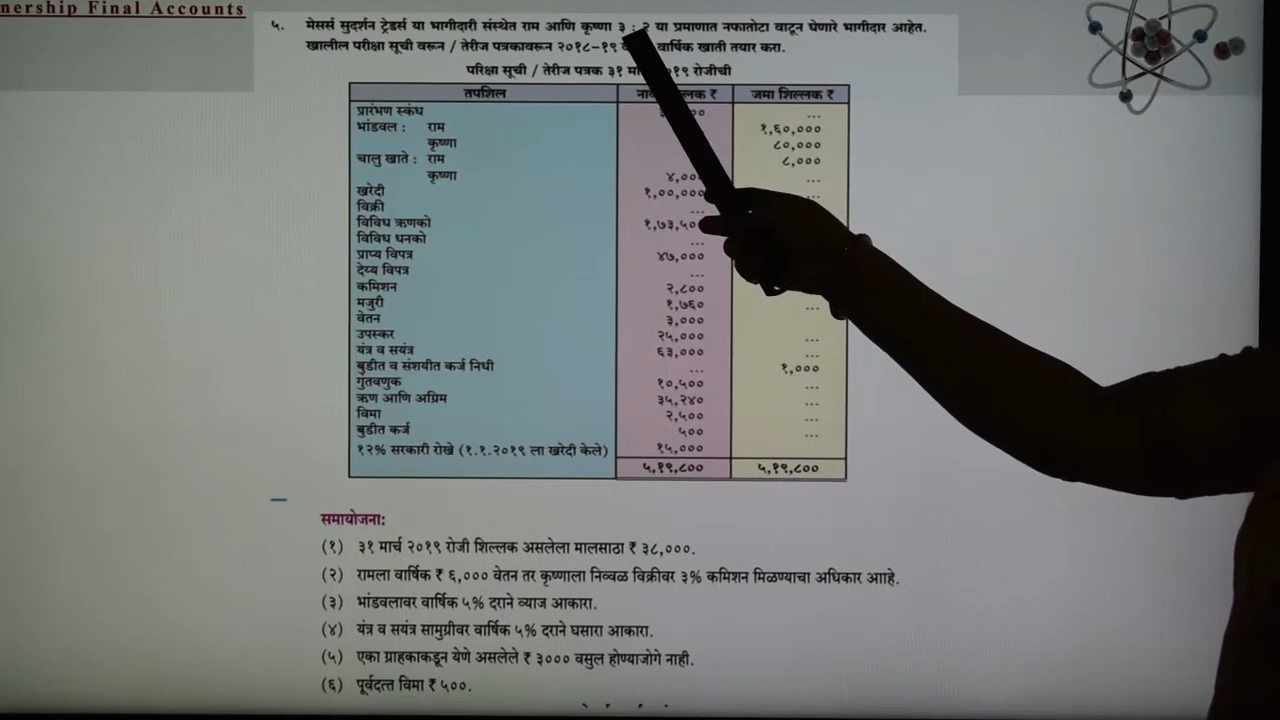 nership Final Accounts
५. मेसर्स सुदर्शन ट्रेडर्स या भागीदारी संस्थेत राम आणि कृष्णा ३ : २ या प्रमाणात नफातोटा वाटून घेणारे भागीदार आहेत.
खालील परीक्षा सूची वरून / तेरीज पत्रकावरून २०१८-१९ वार्षिक खाती तयार करा.
परिक्षा सूची / तेरीज पत्रक ३१ २०१९ रोजीची
तपशिल जमा शिल्लक ₹
प्रारंभण स्कंध ...
भांडवल : राम १,६०,०००
कृष्णा ८०,०००
चालु खाते : राम ८,०००
कृष्णा ४,००० ...
खरेदी १,००,००० ...
विक्री ...
विविध ऋणको १,७३,५००
विविध धनको ...
प्राप्य विपत्र ४७,०००
देय्य विपत्र ...
कमिशन २,८००
मजुरी १,७६० ...
वेतन ३,०००
उपस्कर २५,००० ...
यंत्र व सयंत्र ६३,००० ...
बुडीत व संशयीत कर्ज निधी ... १,०००
गुंतवणुक १०,५०० ...
ऋण आणि अग्रिम ३५,२४० ...
विमा २,५०० ...
बुडीत कर्ज ५०० ...
१२% सरकारी रोखे (१.१.२०१९ ला खरेदी केले) १५,०००
५,१९,८०० ५,१९,८००
समायोजना:
(१) ३१ मार्च २०१९ रोजी शिल्लक असलेला मालसाठा ₹ ३८,०००.
(२) रामला वार्षिक ₹ ६,००० वेतन तर कृष्णाला निव्वळ विक्रीवर ३% कमिशन मिळण्याचा अधिकार आाहे.
(३) भांडवलावर वार्षिक ५% दराने व्याज आकारा.
(४) यंत्र व सयंत्र सामुग्रीवर वार्षिक ५% दराने घसारा आकारा.
(५) एका ग्राहकाकडून येणे असलेले ₹ ३००० वसुल होण्याजोगे नाही.
(६) पूर्वदत्त विमा ₹ ५००.